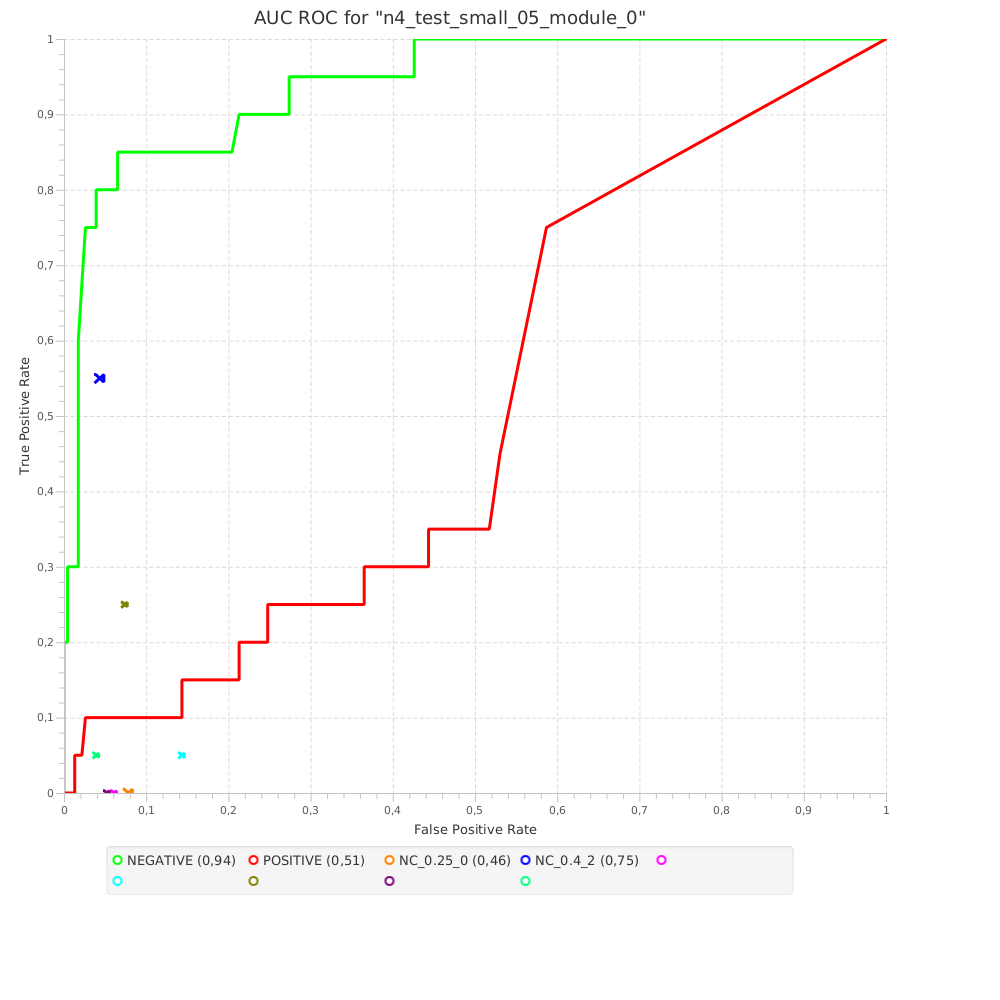 AUC ROC for "n4_test_small_05_module_0"
1
0,9
0,8
0,7
0,6
0,5
0,4
0,3
0,2
0,1
0
True Positive Rate
0 0,1 0,2 0,3 0,4 0,5 0,6 0,7 0,8 0,9 1
False Positive Rate
NEGATIVE (0,94) POSITIVE (0,51) NC_0.25_0 (0,46) NC_0.4_2 (0,75)